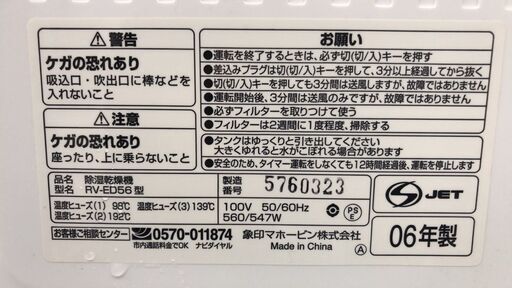 警告
ケガの恐れあり
吸込口・吹出口に棒などを
入れないこと
注意
ケガの恐れあり
座ったり、上に乗らないこと
お願い
●運転を終了するときは、必ず切(切/入)キーを押す
●差込みプラグは切(切/入)キーを押して、3分以上経過してから抜く
●切(切/入)キーを押しても3分間は送風しますが、故障ではありません
●運転開始後、3分間は送風のみですが、故障ではありません
●必ずフィルターを取りつけて使う
●フィルターは2週間に1度程度、掃除する
●タンクはゆっくりと引き出してください
大きくゆれると水がこぼれる場合があります
●安全のため、タイマー運転をしないでも12時間経過後、切れます
品名 除湿乾燥機
型名 RV-ED56 型
製造番号 5760323
温度ヒューズ(1) 98℃ 温度ヒューズ(3) 139℃
温度ヒューズ(2) 192℃
100V 50/60Hz
560/547W
PSE
S JET
お客様ご相談センター 0570-011874
市内通話料金でOK ナビダイヤル
象印マホービン株式会社
Made in China
A
06年製